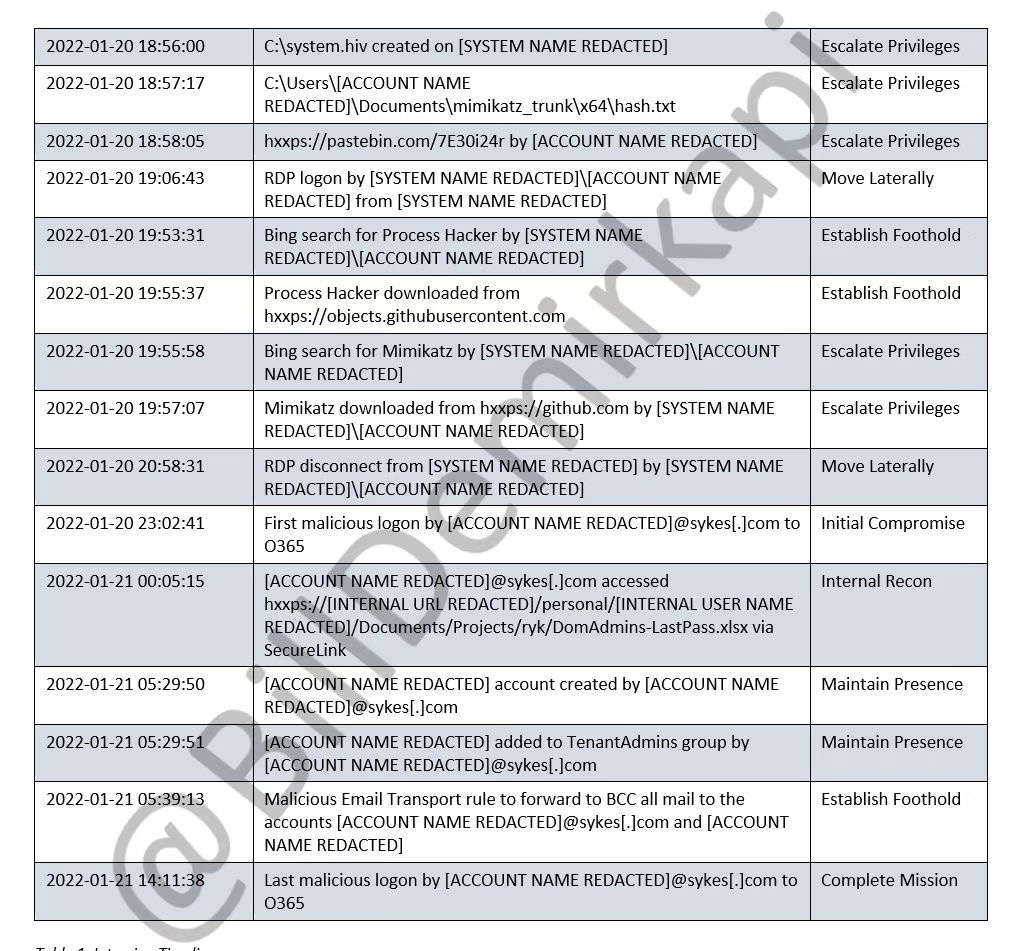 2022-01-20 18:56:00 C:\system.hiv created on [SYSTEM NAME REDACTED] Escalate Privileges
2022-01-20 18:57:17 C:\Users\[ACCOUNT NAME Escalate Privileges
REDACTED]\Documents\mimikatz_trunk\x64\hash.txt
2022-01-20 18:58:05 hxxps://pastebin.com/7E30i24r by [ACCOUNT NAME REDACTED] Escalate Privileges
2022-01-20 19:06:43 RDP logon by [SYSTEM NAME REDACTED]\[ACCOUNT NAME Move Laterally
REDACTED] from [SYSTEM NAME REDACTED]
2022-01-20 19:53:31 Bing search for Process Hacker by [SYSTEM NAME Establish Foothold
REDACTED]\[ACCOUNT NAME REDACTED]
2022-01-20 19:55:37 Process Hacker downloaded from Establish Foothold
hxxps://objects.githubusercontent.com
2022-01-20 19:55:58 Bing search for Mimikatz by [SYSTEM NAME REDACTED]\[ACCOUNT Escalate Privileges
NAME REDACTED]
2022-01-20 19:57:07 Mimikatz downloaded from hxxps://github.com by [SYSTEM NAME Escalate Privileges
REDACTED]\[ACCOUNT NAME REDACTED]
2022-01-20 20:58:31 RDP disconnect from [SYSTEM NAME REDACTED] by [SYSTEM NAME Move Laterally
REDACTED]\[ACCOUNT NAME REDACTED]
2022-01-20 23:02:41 First malicious logon by [ACCOUNT NAME REDACTED]@sykes[.]com to Initial Compromise
O365
2022-01-21 00:05:15 [ACCOUNT NAME REDACTED]@sykes[.]com accessed Internal Recon
hxxps://[INTERNAL URL REDACTED]/personal/[INTERNAL USER NAME
REDACTED]/Documents/Projects/ryk/DomAdmins-LastPass.xlsx via
SecureLink
2022-01-21 05:29:50 [ACCOUNT NAME REDACTED] account created by [ACCOUNT NAME Maintain Presence
REDACTED]@sykes[.]com
2022-01-21 05:29:51 [ACCOUNT NAME REDACTED] added to TenantAdmins group by Maintain Presence
[ACCOUNT NAME REDACTED]@sykes[.]com
2022-01-21 05:39:13 Malicious Email Transport rule to forward to BCC all mail to the Establish Foothold
accounts [ACCOUNT NAME REDACTED]@sykes[.]com and [ACCOUNT
NAME REDACTED]
2022-01-21 14:11:38 Last malicious logon by [ACCOUNT NAME REDACTED]@sykes[.]com to Complete Mission
O365
@BillDemirkapi